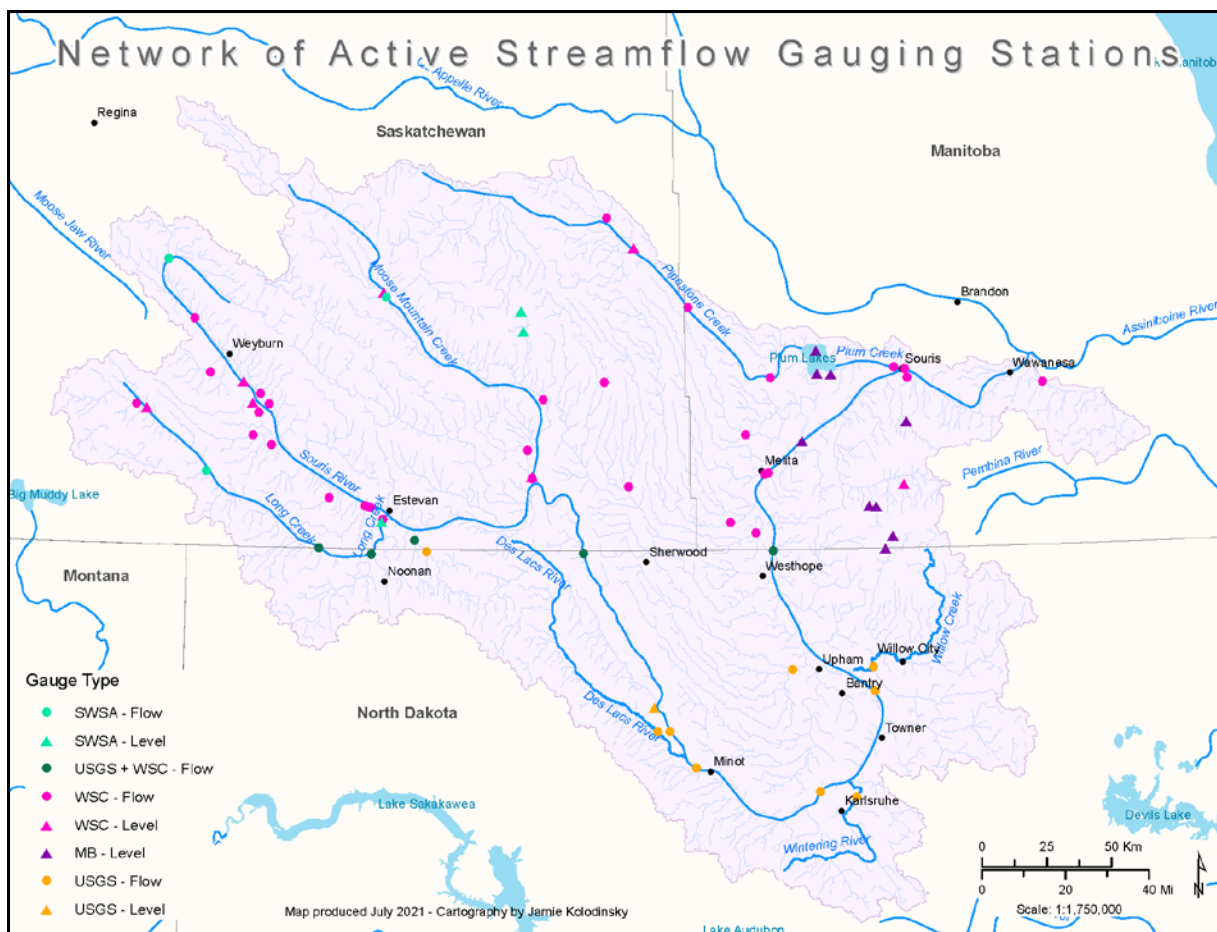 Network of Active Streamflow Gauging Stations
Manitoba
Qu'Appelle River
Regina
Saskatchewan
Manitoba
Moose Jaw River
Moose Mountain Creek
Pipestone Creek
Brandon
Assiniboine River
Weyburn
Plum Lakes
Plum Creek
Souris
Wawanesa
Souris River
Melita
Pembina River
Big Muddy Lake
Long Creek
Long Creek
Estevan
Des Lacs River
Sherwood
Westhope
Noonan
Montana
Willow Creek
Willow City
Upham
Bantry
Gauge Type
SWSA - Flow
SWSA - Level
USGS + WSC - Flow
WSC - Flow
WSC - Level
MB - Level
USGS - Flow
USGS - Level
North Dakota
Des Lacs River
Towner
Minot
Lake Sakakawea
Karlsruhe
Devils Lake
Wintering River
0 25 50 Km
0 20 40 Mi
N
Scale: 1:1,750,000
Map produced July 2021 - Cartography by Jamie Kolodinsky
Lake Audubon